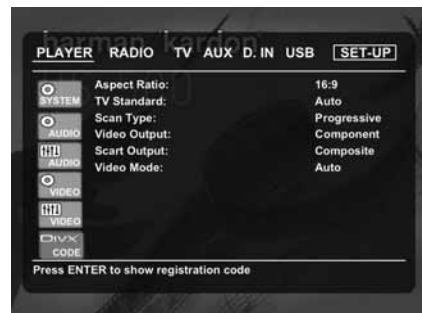 harman kardon
PLAYER RADIO TV AUX D. IN USB SET-UP
SYSTEM
AUDIO
AUDIO
VIDEO
VIDEO
DIVX
CODE
Aspect Ratio: 16:9
TV Standard: Auto
Scan Type: Progressive
Video Output: Component
Scart Output: Composite
Video Mode: Auto
Press ENTER to show registration code